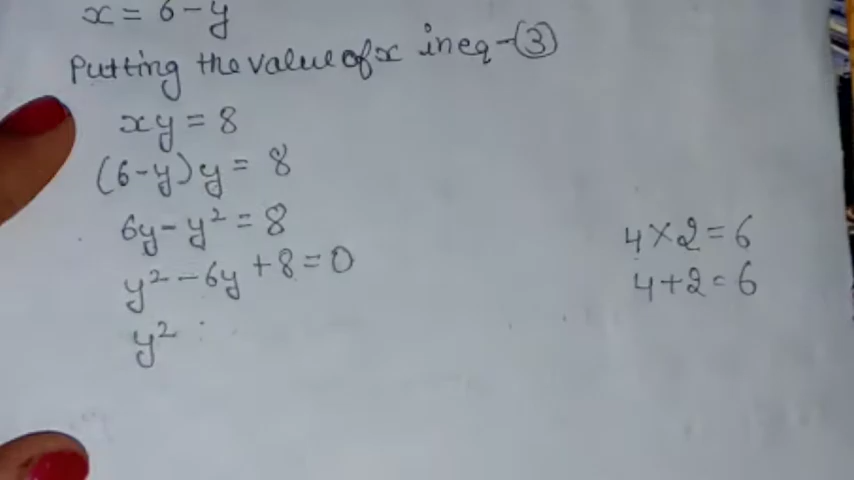 x = 6 - y
Putting the value of x in eq - (3)
xy = 8
(6-y)y = 8
6y - y² = 8
y² - 6y + 8 = 0
y²
4 × 2 = 6
4 + 2 = 6